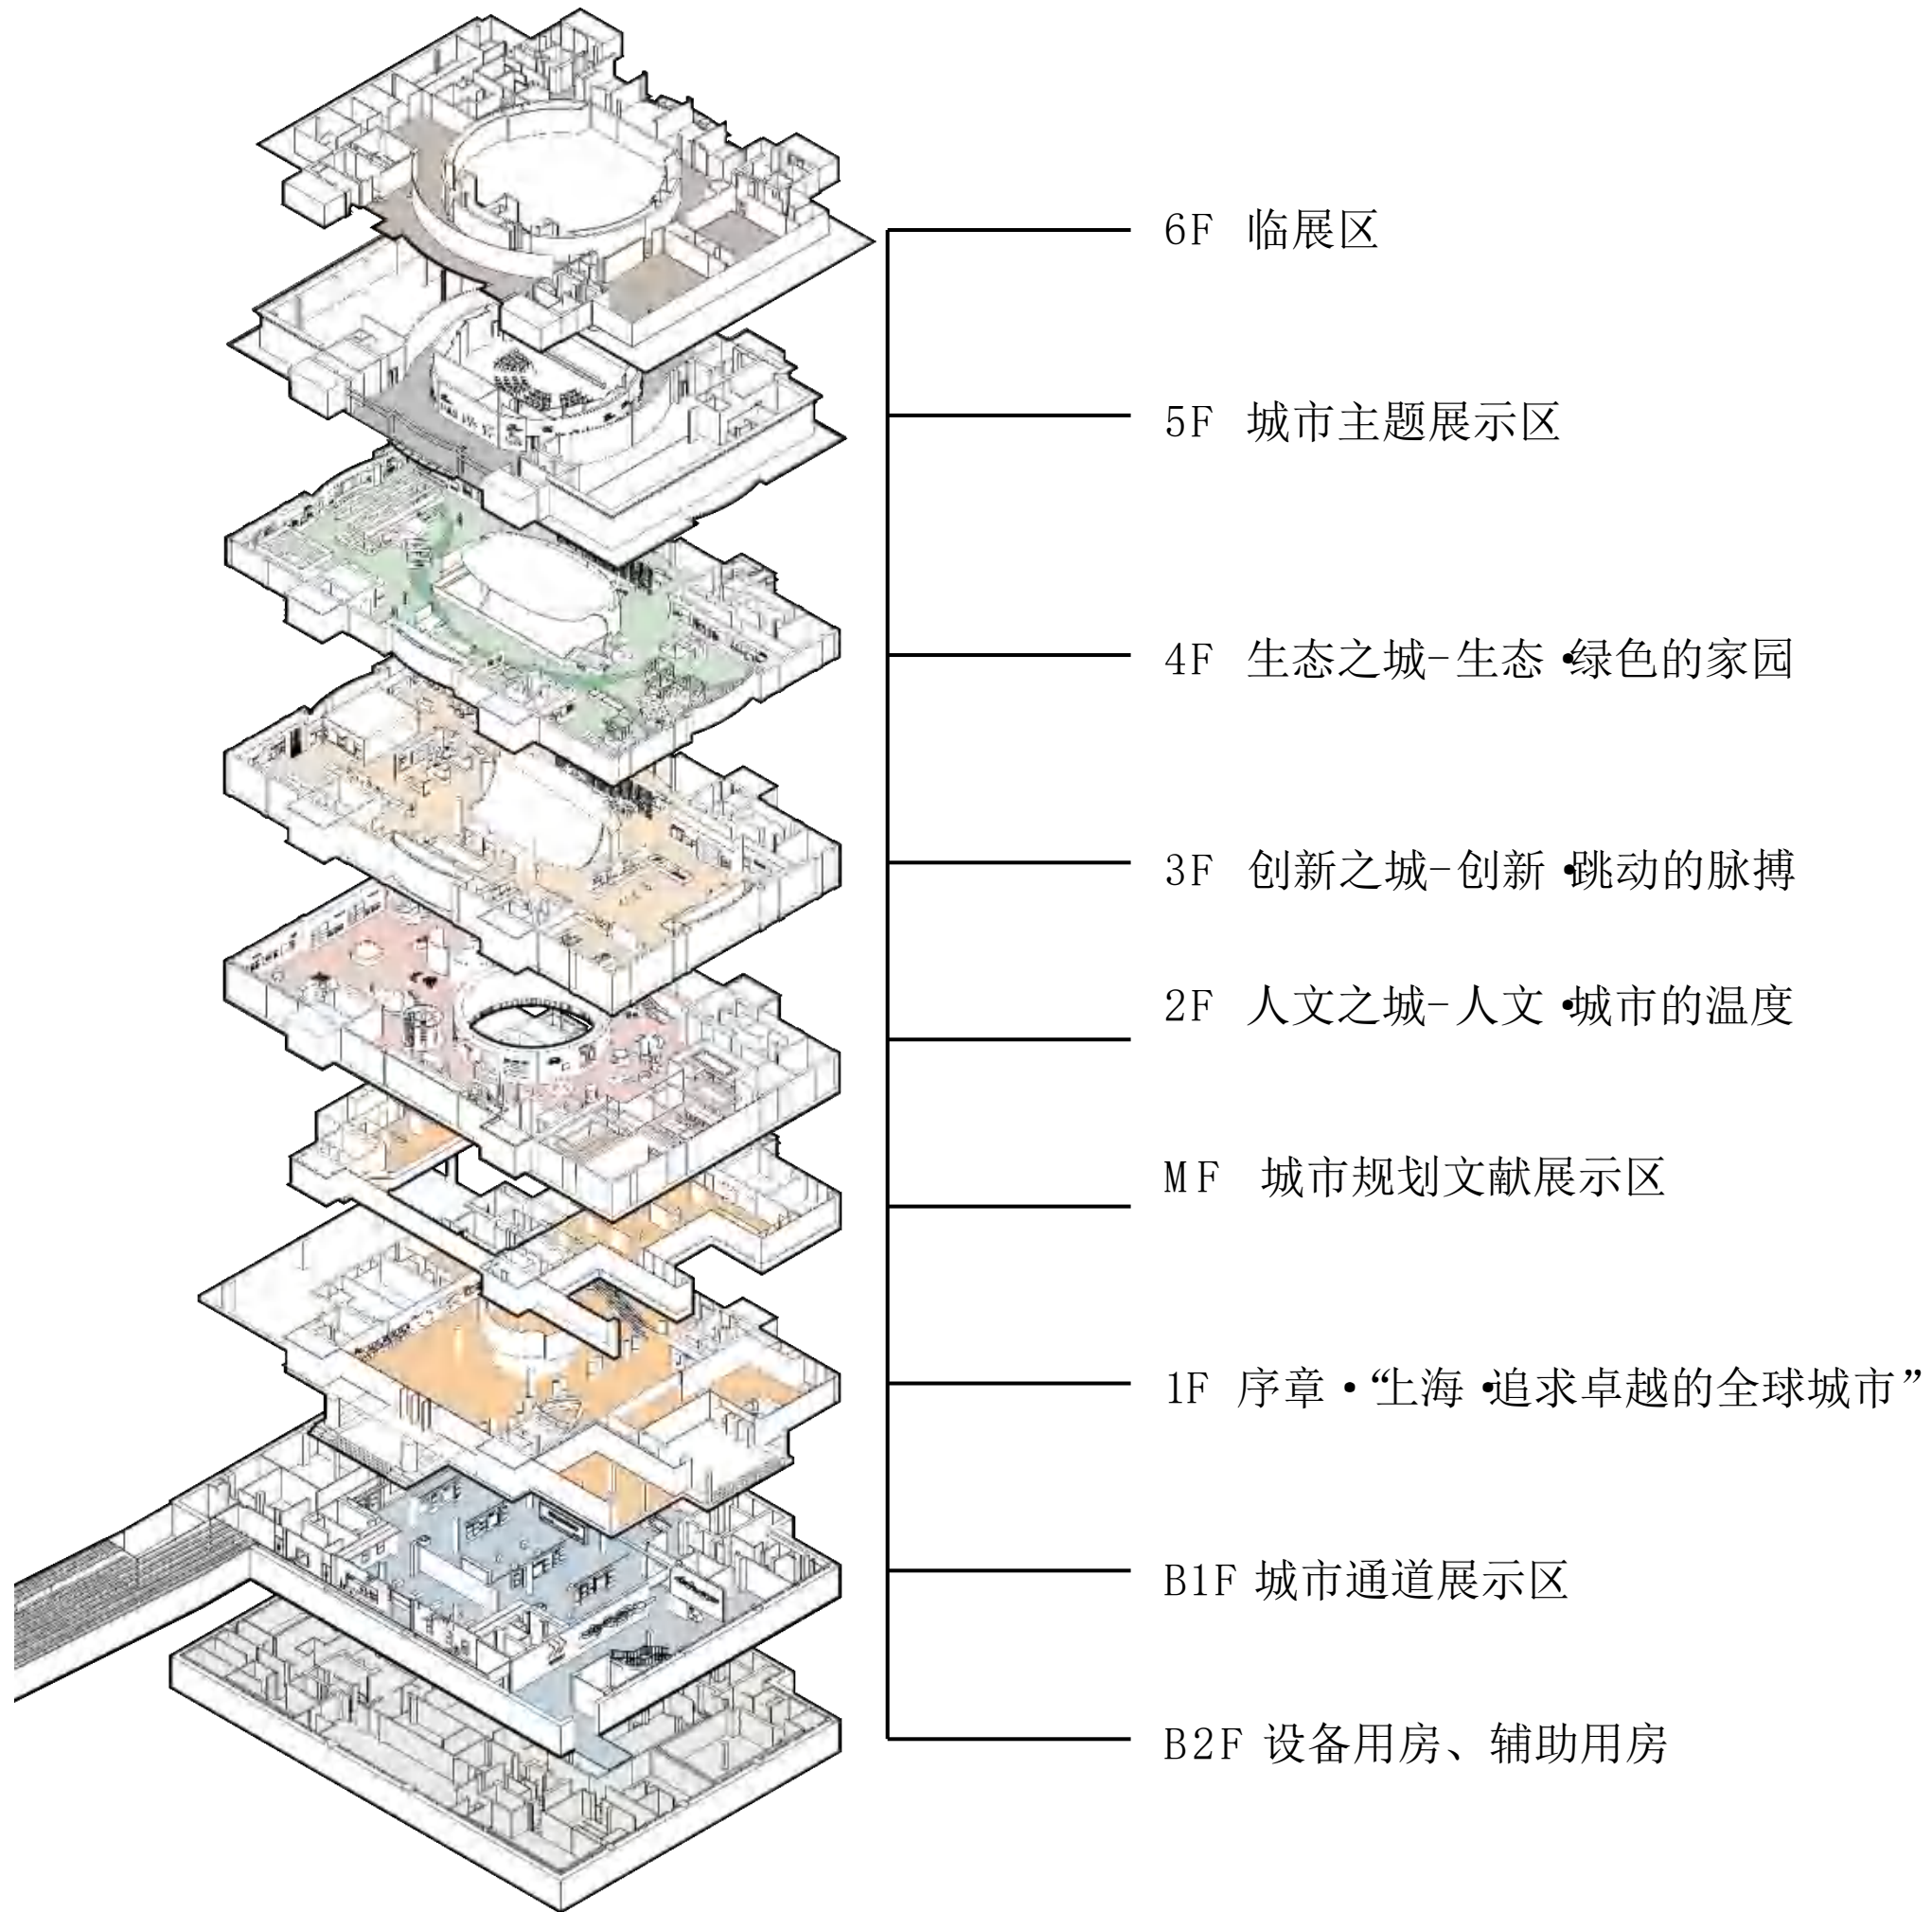 6F 临展区
5F 城市主题展示区
4F 生态之城-生态·绿色的家园
3F 创新之城-创新·跳动的脉搏
2F 人文之城-人文·城市的温度
MF 城市规划文献展示区
1F 序章·“上海·追求卓越的全球城市”
B1F 城市通道展示区
B2F 设备用房、辅助用房